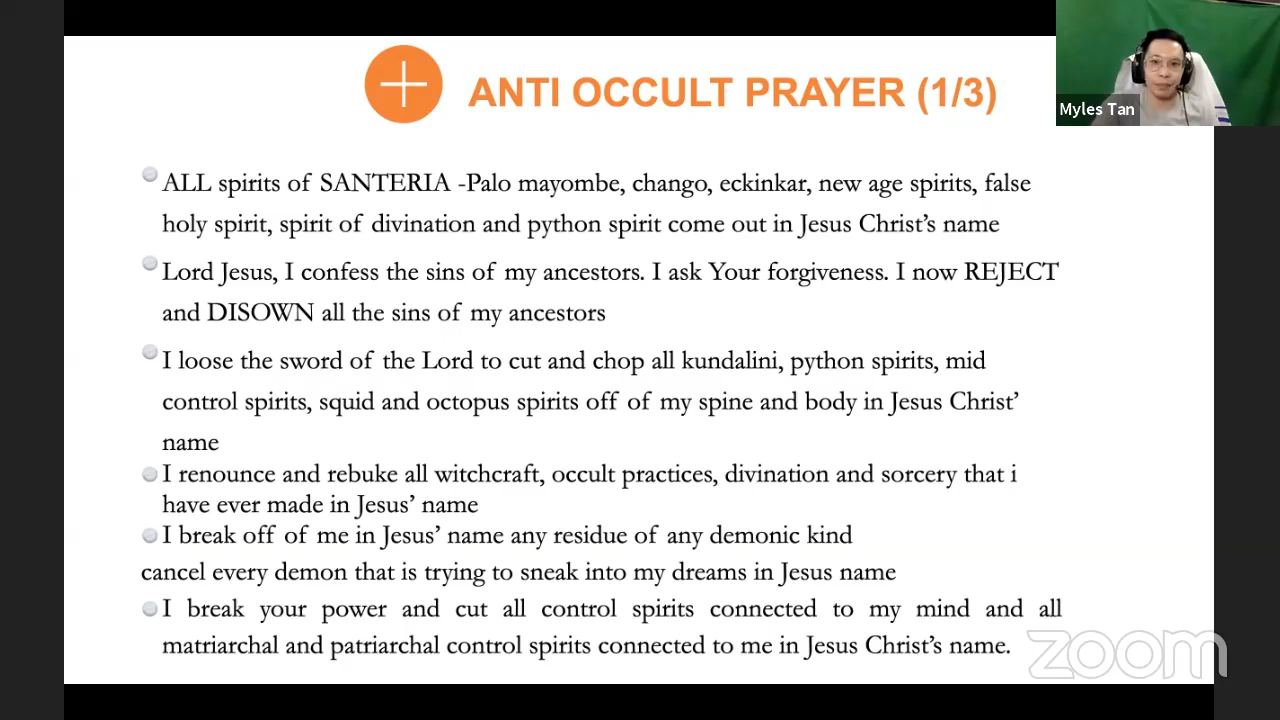 ANTI OCCULT PRAYER (1/3)
Myles Tan
ALL spirits of SANTERIA -Palo mayombe, chango, eckinkar, new age spirits, false
holy spirit, spirit of divination and python spirit come out in Jesus Christ’s name
Lord Jesus, I confess the sins of my ancestors. I ask Your forgiveness. I now REJECT
and DISOWN all the sins of my ancestors
I loose the sword of the Lord to cut and chop all kundalini, python spirits, mid
control spirits, squid and octopus spirits off of my spine and body in Jesus Christ’
name
I renounce and rebuke all witchcraft, occult practices, divination and sorcery that i
have ever made in Jesus’ name
I break off of me in Jesus’ name any residue of any demonic kind
cancel every demon that is trying to sneak into my dreams in Jesus name
I break your power and cut all control spirits connected to my mind and all
matriarchal and patriarchal control spirits connected to me in Jesus Christ’s name.
zoom